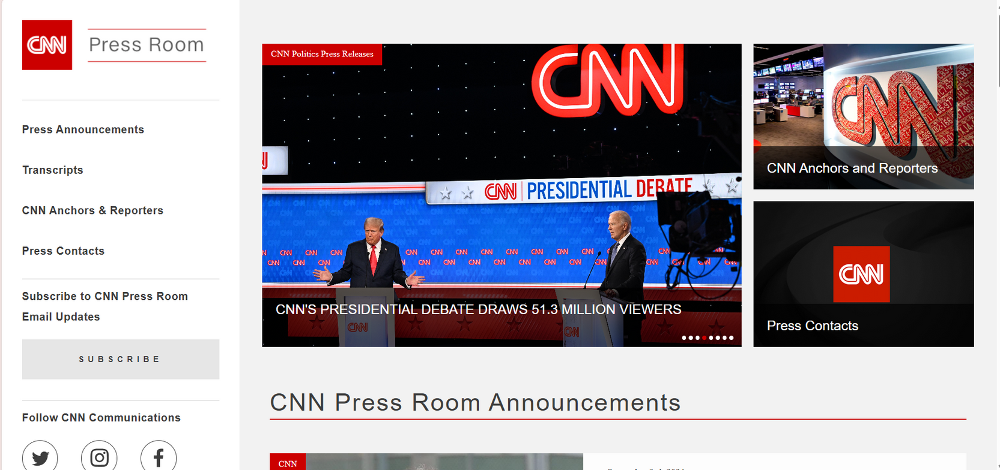 CNN Press Room
Press Announcements
Transcripts
CNN Anchors & Reporters
Press Contacts
Subscribe to CNN Press Room
Email Updates
SUBSCRIBE
Follow CNN Communications
CNN Politics Press Releases
CNN
CNN PRESIDENTIAL DEBATE
CNN'S PRESIDENTIAL DEBATE DRAWS 51.3 MILLION VIEWERS
CNN
CNN Anchors and Reporters
CNN
Press Contacts
CNN Press Room Announcements
CNN